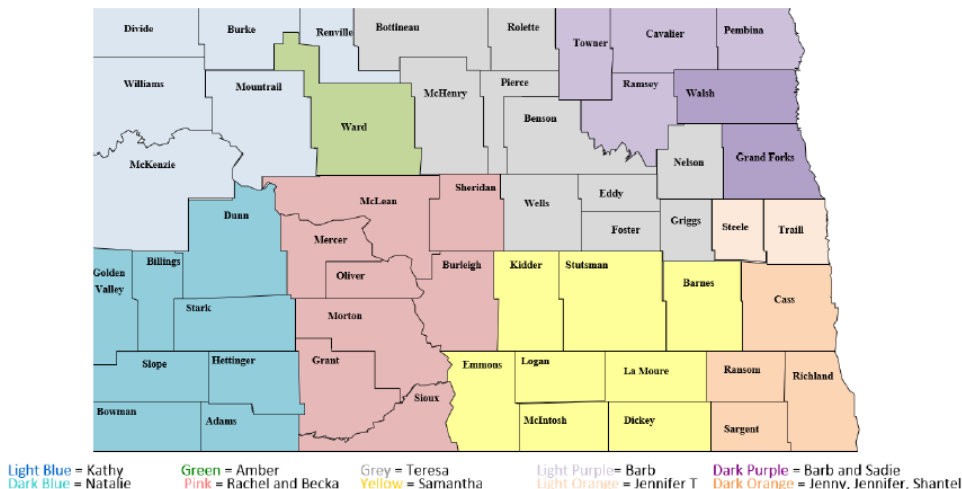 Divide Burke Renville Bottineau Rolette Towner Cavalier Pembina
Williams Mountrail McHenry Pierce Ramsey Walsh
Ward Benson
McKenzie Nelson Grand Forks
McLean Sheridan Wells Eddy
Dunn Foster Griggs Steele Traill
Mercer
Golden Valley Billings Oliver Burleigh Kidder Stutsman Barnes
Stark Morton Cass
Slope Hettinger Grant Emmons Logan La Moure Ransom Richland
Sioux
Bowman Adams McIntosh Dickey Sargent
Light Blue = Kathy Green = Amber Grey = Teresa Light Purple= Barb Dark Purple = Barb and Sadie
Dark Blue = Natalie Pink = Rachel and Becka Yellow = Samantha Light Orange = Jennifer T Dark Orange = Jenny, Jennifer, Shantel